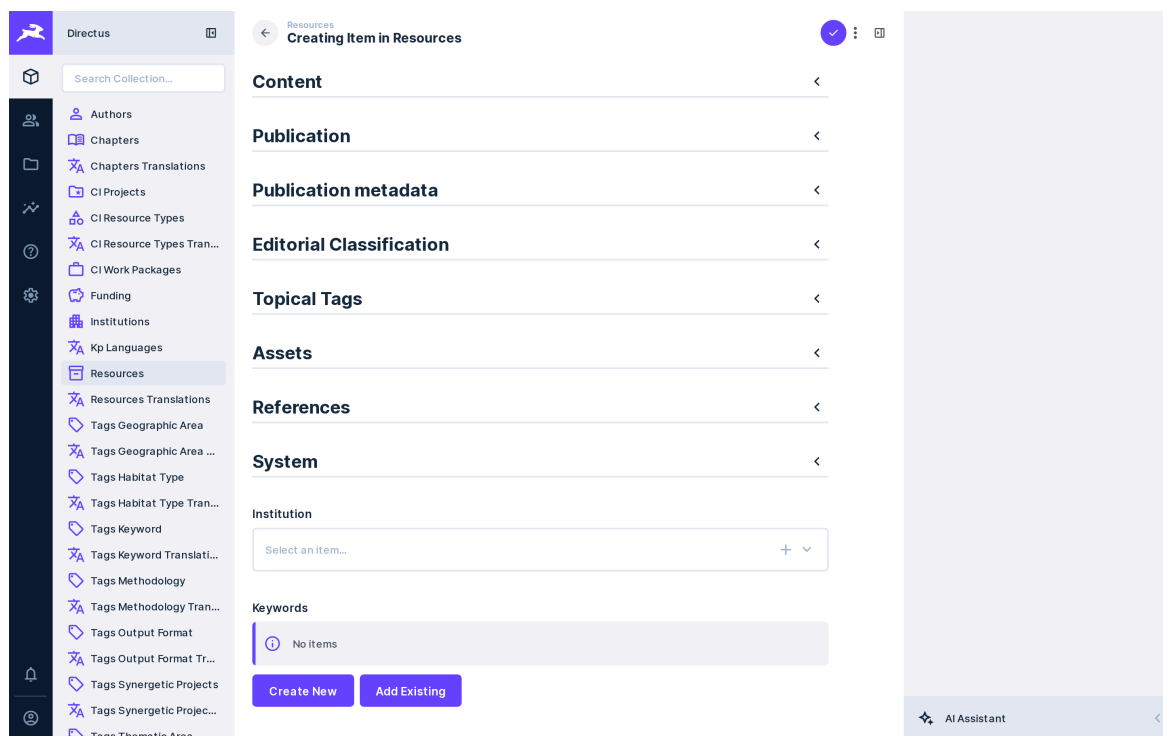 Directus
Search Collection...
Authors
Chapters
Chapters Translations
CI Projects
CI Resource Types
CI Resource Types Tran...
CI Work Packages
Funding
Institutions
Kp Languages
Resources
Resources Translations
Tags Geographic Area
Tags Geographic Area ...
Tags Habitat Type
Tags Habitat Type Tran...
Tags Keyword
Tags Keyword Translati...
Tags Methodology
Tags Methodology Tran...
Tags Output Format
Tags Output Format Tr...
Tags Synergetic Projects
Tags Synergetic Projec...
Tags Thematic Area
Resources
Creating Item in Resources
Content
Publication
Publication metadata
Editorial Classification
Topical Tags
Assets
References
System
Institution
Select an item...
Keywords
No items
Create New
Add Existing
AI Assistant